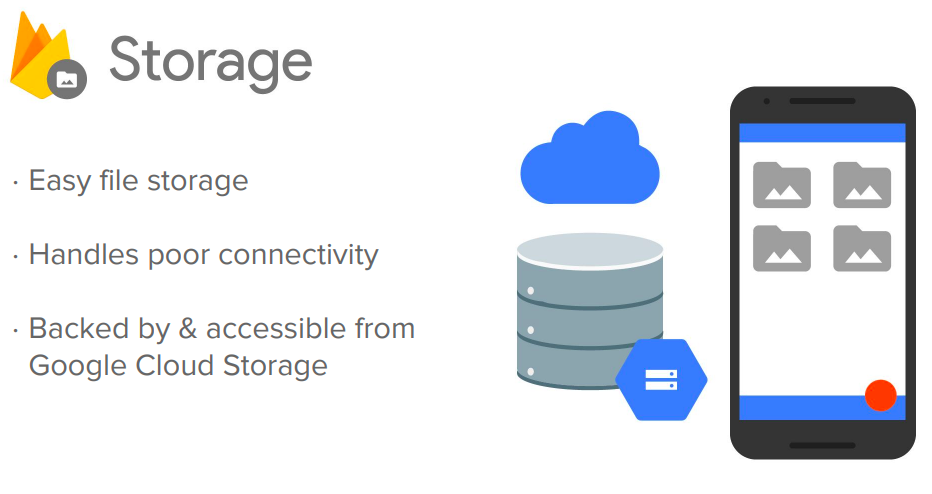 Storage
· Easy file storage
· Handles poor connectivity
· Backed by & accessible from
Google Cloud Storage